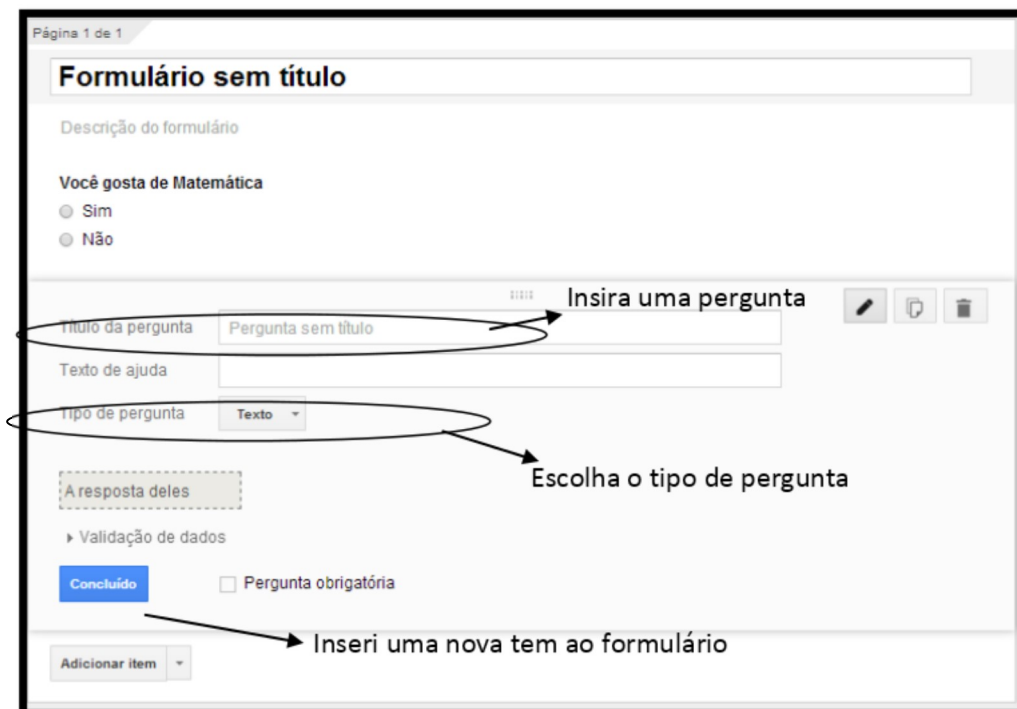 Página 1 de 1
Formulário sem título
Descrição do formulário
Você gosta de Matemática
Sim
Não
Insira uma pergunta
Título da pergunta Pergunta sem título
Texto de ajuda
Tipo de pergunta Texto
Escolha o tipo de pergunta
A resposta deles
Validação de dados
Concluído Pergunta obrigatória
Inseri uma nova tem ao formulário
Adicionar item